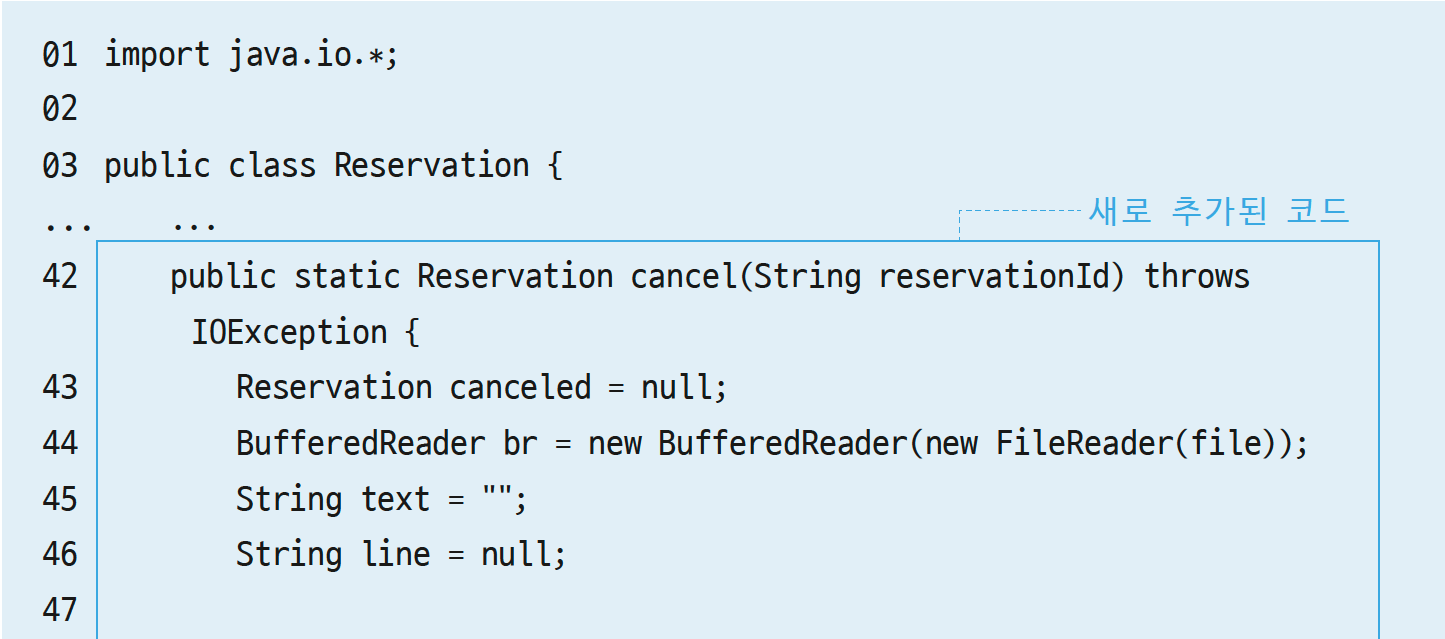 01 import java.io.*;
02
03 public class Reservation {
... ...
새로 추가된 코드
42 public static Reservation cancel(String reservationId) throws
IOException {
43 Reservation canceled = null;
44 BufferedReader br = new BufferedReader(new FileReader(file));
45 String text = "";
46 String line = null;
47